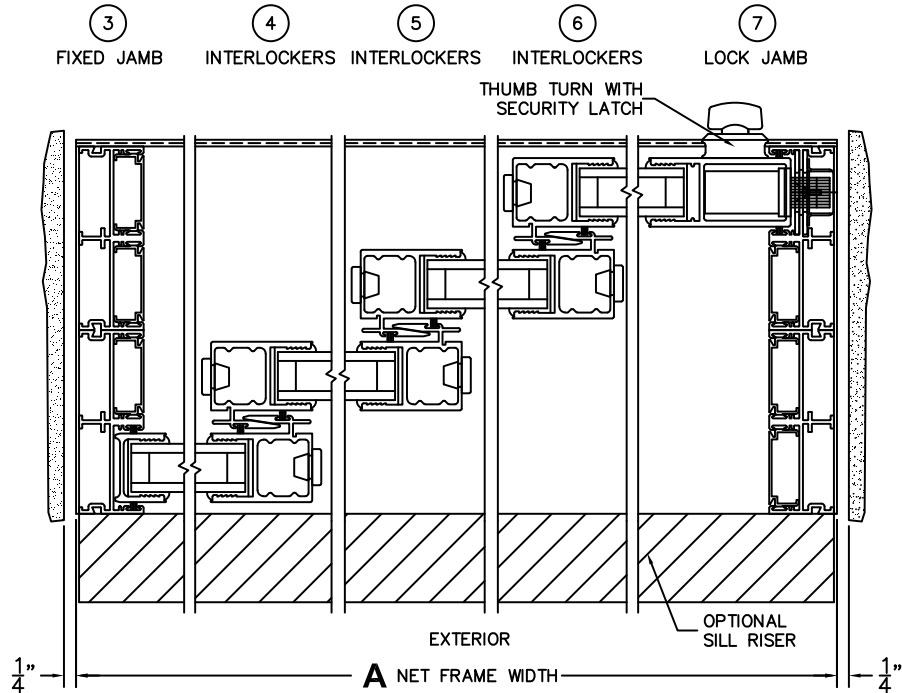 3 4 5 6 7
FIXED JAMB INTERLOCKERS INTERLOCKERS INTERLOCKERS LOCK JAMB
THUMB TURN WITH
SECURITY LATCH
OPTIONAL
SILL RISER
EXTERIOR
1/4" A NET FRAME WIDTH 1/4"